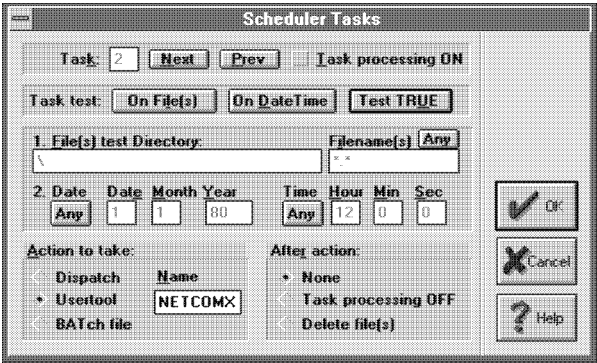 Scheduler Tasks
Task: 2 Next Prev Task processing ON
Task test: On File(s) On DateTime Test TRUE
1. File(s) test Directory: Filename(s) Any
\ *.*
2. Date Date Month Year Time Hour Min Sec
Any 1 1 80 Any 12 0 0
Action to take: After action:
Dispatch Name None
Usertool NETCOMX Task processing OFF
BATch file Delete file(s)
OK
Cancel
Help